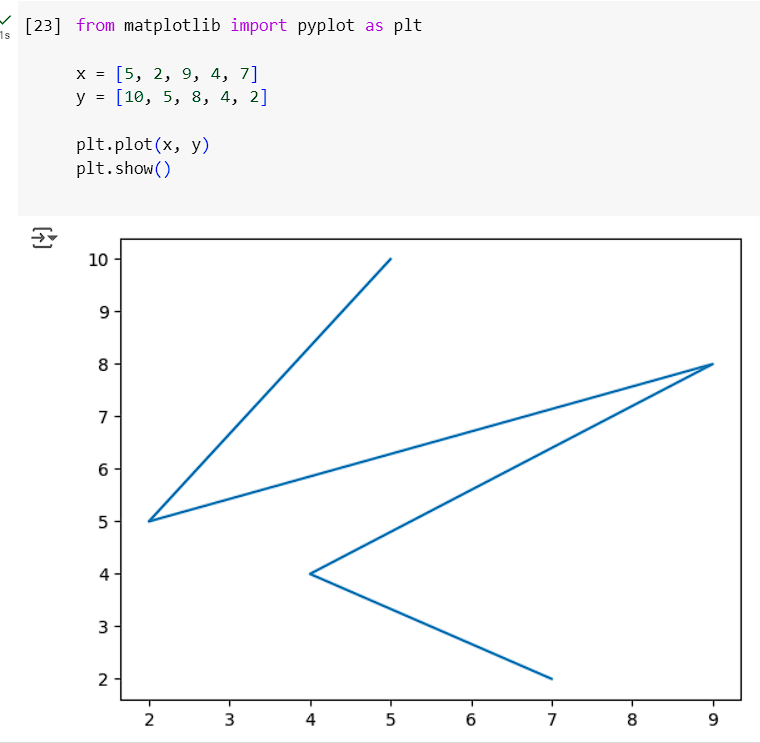 [23] from matplotlib import pyplot as plt
1s
x = [5, 2, 9, 4, 7]
y = [10, 5, 8, 4, 2]
plt.plot(x, y)
plt.show()
10
9
8
7
6
5
4
3
2
2 3 4 5 6 7 8 9